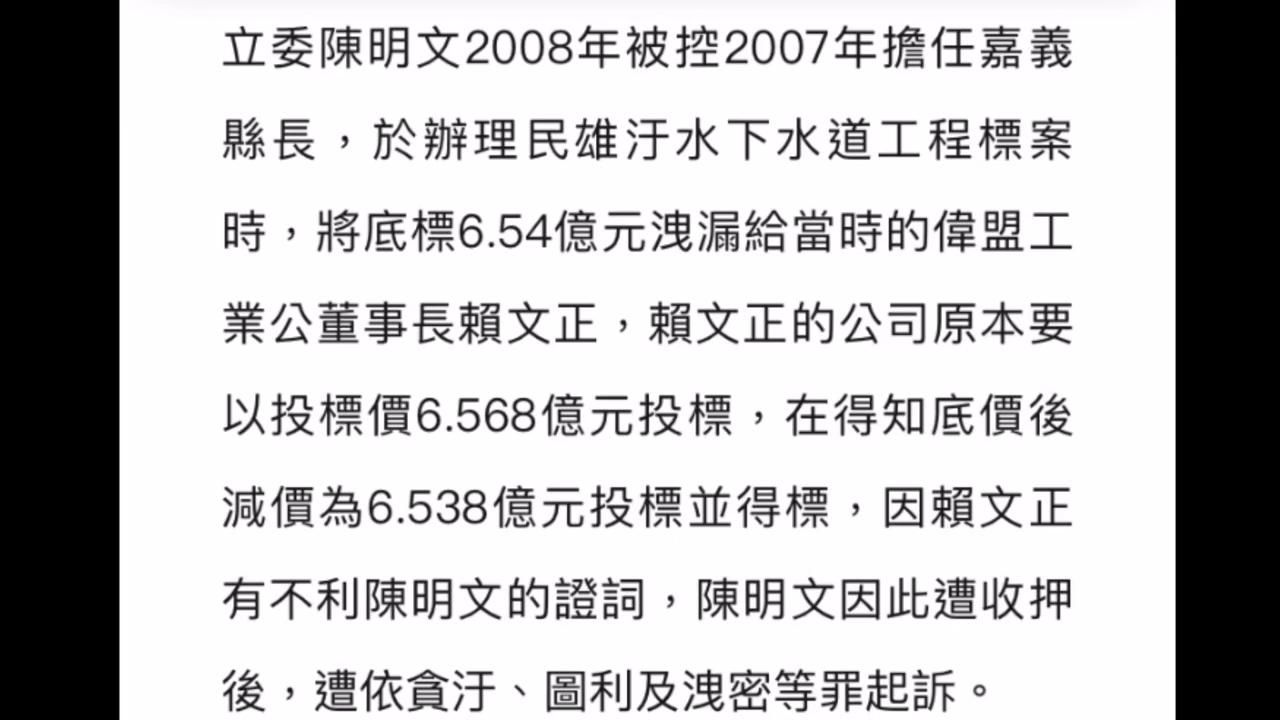 立委陳明文2008年被控2007年擔任嘉義
縣長，於辦理民雄汙水下水道工程標案
時，將底標6.54億元洩漏給當時的偉盟工
業公董事長賴文正，賴文正的公司原本要
以投標價6.568億元投標，在得知底價後
減價為6.538億元投標並得標，因賴文正
有不利陳明文的證詞，陳明文因此遭收押
後，遭依貪汙、圖利及洩密等罪起訴。